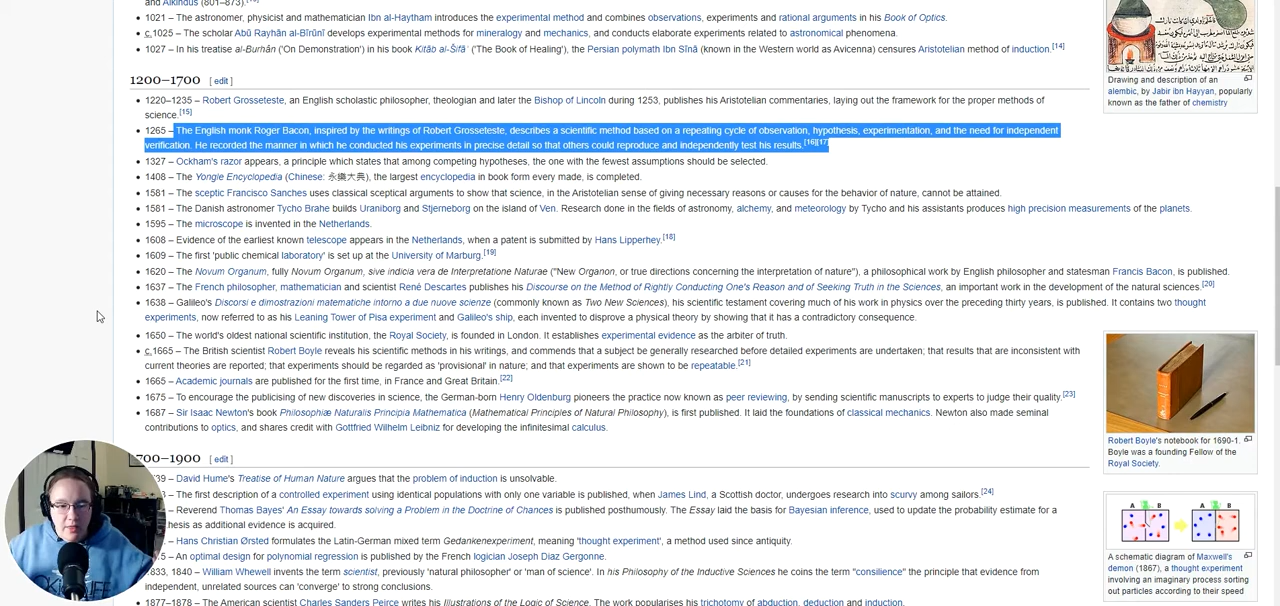 and Alkindus (801–873).
• 1021 – The astronomer, physicist and mathematician Ibn al-Haytham introduces the experimental method and combines observations, experiments and rational arguments in his Book of Optics.
• c.1025 – The scholar Abū Rayhān al-Bīrūnī develops experimental methods for mineralogy and mechanics, and conducts elaborate experiments related to astronomical phenomena.
• 1027 – In his treatise al-Burhān ('On Demonstration') in his book Kitāb al-Šifāʾ ('The Book of Healing'), the Persian polymath Ibn Sīnā (known in the Western world as Avicenna) censures Aristotelian method of induction.[14]
Drawing and description of an
alembic, by Jabir ibn Hayyan, popularly
known as the father of chemistry
1200–1700 [ edit ]
• 1220–1235 – Robert Grosseteste, an English scholastic philosopher, theologian and later the Bishop of Lincoln during 1253, publishes his Aristotelian commentaries, laying out the framework for the proper methods of
science.[15]
• 1265 – The English monk Roger Bacon, inspired by the writings of Robert Grosseteste, describes a scientific method based on a repeating cycle of observation, hypothesis, experimentation, and the need for independent
verification. He recorded the manner in which he conducted his experiments in precise detail so that others could reproduce and independently test his results.[16][17]
• 1327 – Ockham's razor appears, a principle which states that among competing hypotheses, the one with the fewest assumptions should be selected.
• 1408 – The Yongle Encyclopedia (Chinese: 永樂大典), the largest encyclopedia in book form every made, is completed.
• 1581 – The sceptic Francisco Sanches uses classical sceptical arguments to show that science, in the Aristotelian sense of giving necessary reasons or causes for the behavior of nature, cannot be attained.
• 1581 – The Danish astronomer Tycho Brahe builds Uraniborg and Stjerneborg on the island of Ven. Research done in the fields of astronomy, alchemy, and meteorology by Tycho and his assistants produces high precision measurements of the planets.
• 1595 – The microscope is invented in the Netherlands.
• 1608 – Evidence of the earliest known telescope appears in the Netherlands, when a patent is submitted by Hans Lipperhey.[18]
• 1609 – The first 'public chemical laboratory' is set up at the University of Marburg.[19]
• 1620 – The Novum Organum, fully Novum Organum, sive indicia vera de Interpretatione Naturae ("New Organon, or true directions concerning the interpretation of nature"), a philosophical work by English philosopher and statesman Francis Bacon, is published.
• 1637 – The French philosopher, mathematician and scientist René Descartes publishes his Discourse on the Method of Rightly Conducting One's Reason and of Seeking Truth in the Sciences, an important work in the development of the natural sciences.[20]
• 1638 – Galileo's Discorsi e dimostrazioni matematiche intorno a due nuove scienze (commonly known as Two New Sciences), his scientific testament covering much of his work in physics over the preceding thirty years, is published. It contains two thought
experiments, now referred to as his Leaning Tower of Pisa experiment and Galileo's ship, each invented to disprove a physical theory by showing that it has a contradictory consequence.
• 1650 – The world's oldest national scientific institution, the Royal Society, is founded in London. It establishes experimental evidence as the arbiter of truth.
• c.1665 – The British scientist Robert Boyle reveals his scientific methods in his writings, and commends that a subject be generally researched before detailed experiments are undertaken; that results that are inconsistent with
current theories are reported; that experiments should be regarded as 'provisional' in nature; and that experiments are shown to be repeatable.[21]
• 1665 – Academic journals are published for the first time, in France and Great Britain.[22]
• 1675 – To encourage the publicising of new discoveries in science, the German-born Henry Oldenburg pioneers the practice now known as peer reviewing, by sending scientific manuscripts to experts to judge their quality.[23]
• 1687 – Sir Isaac Newton's book Philosophiæ Naturalis Principia Mathematica (Mathematical Principles of Natural Philosophy), is first published. It laid the foundations of classical mechanics. Newton also made seminal
contributions to optics, and shares credit with Gottfried Wilhelm Leibniz for developing the infinitesimal calculus.
Robert Boyle's notebook for 1690-1.
Boyle was a founding Fellow of the
Royal Society.
700–1900 [ edit ]
39 – David Hume's Treatise of Human Nature argues that the problem of induction is unsolvable.
– The first description of a controlled experiment using identical populations with only one variable is published, when James Lind, a Scottish doctor, undergoes research into scurvy among sailors.[24]
– Reverend Thomas Bayes' An Essay towards solving a Problem in the Doctrine of Chances is published posthumously. The Essay laid the basis for Bayesian inference, used to update the probability estimate for a
hesis as additional evidence is acquired.
– Hans Christian Ørsted formulates the Latin-German mixed term Gedankenexperiment, meaning 'thought experiment', a method used since antiquity.
– An optimal design for polynomial regression is published by the French logician Joseph Diaz Gergonne.
1833, 1840 – William Whewell invents the term scientist, previously 'natural philosopher' or 'man of science'. In his Philosophy of the Inductive Sciences he coins the term "consilience" the principle that evidence from
independent, unrelated sources can 'converge' to strong conclusions.
• 1877–1878 – The American scientist Charles Sanders Peirce writes his Illustrations of the Logic of Science. The work popularises his trichotomy of abduction, deduction and induction.
A B A B
A schematic diagram of Maxwell's
demon (1867), a thought experiment
involving an imaginary process sorting
out particles according to their speed